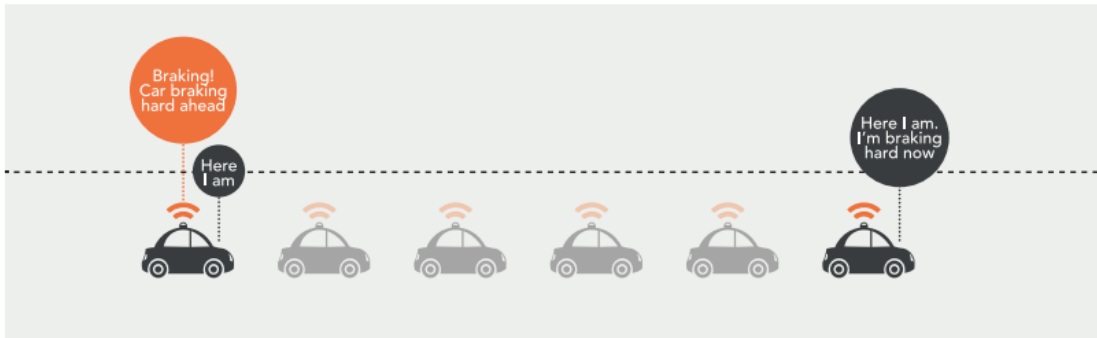 Braking!
Car braking
hard ahead
Here
I am
Here I am.
I'm braking
hard now